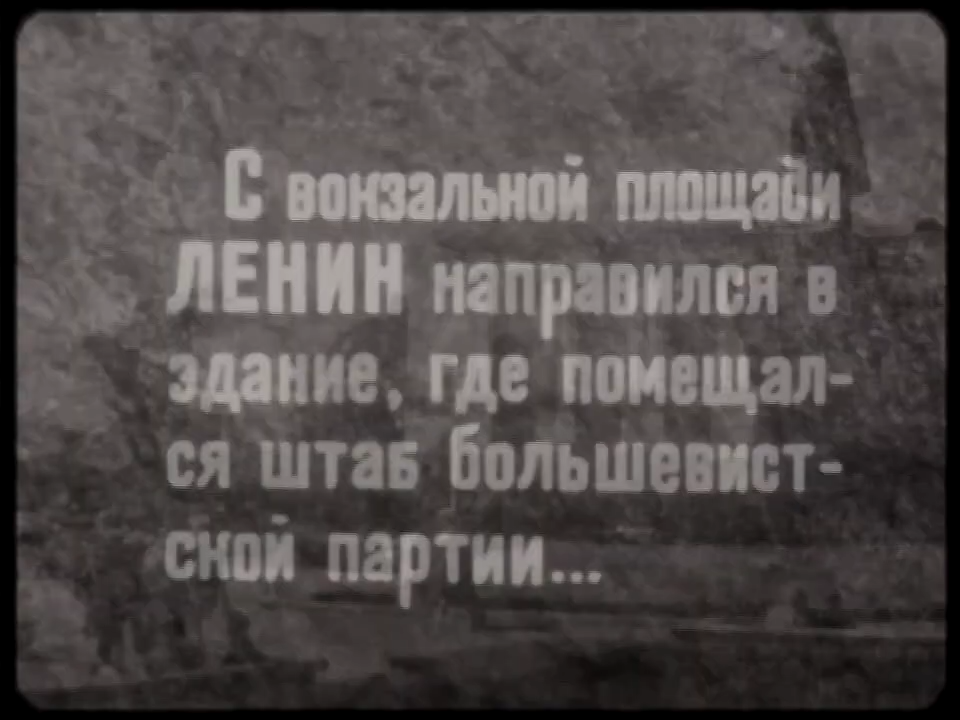 С вокзальной площади
ЛЕНИН направился в
здание, где помещал-
ся штаб большевист-
ской партии...